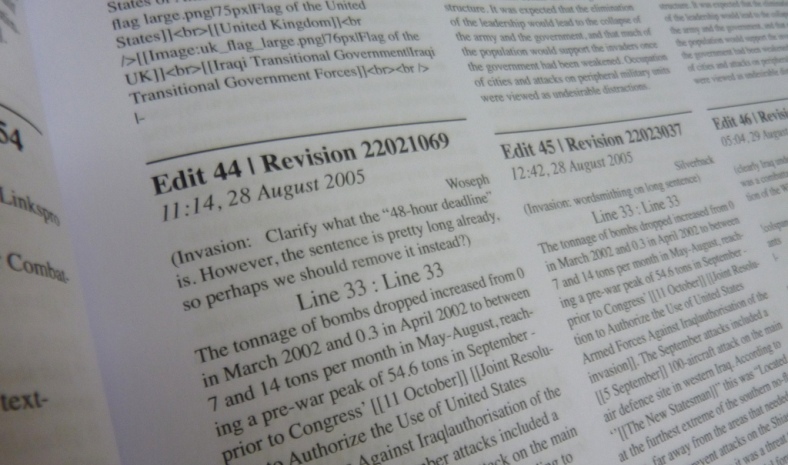 54
Linkspro
Combat-
text-
flag large.png|75px|Flag of the
States]]<br>[[United Kingdom]]<br
/>[[Image:uk_flag_large.png|76px|Flag of the
UK]]<br>[[Iraqi Transitional Government|Iraqi
Transitional Government Forces]]<br><br />
|-
Edit 44 | Revision 22021069
11:14, 28 August 2005
Woseph
(Invasion: Clarify what the "48-hour deadline"
is. However, the sentence is pretty long already,
so perhaps we should remove it instead?)
Line 33 : Line 33
The tonnage of bombs dropped increased from 0
in March 2002 and 0.3 in April 2002 to between
7 and 14 tons per month in May-August, reach-
ing a pre-war peak of 54.6 tons in September -
prior to Congress' [[11 October]] [[Joint Resolu-
to Authorize the Use of United States
Against Iraq|authorisation of the
attacks included a
on the main
to
structure. It was expected that the elimination
of the leadership would lead to the collapse of
the army and the government, and that much of
the population would support the invaders once
the government had been weakened. Occupation
of cities and attacks on peripheral military units
were viewed as undesirable distractions.
Edit 45 | Revision 22023037
12:42, 28 August 2005
Silverback
(Invasion: wordsmithing on long sentence)
Line 33 : Line 33
The tonnage of bombs dropped increased from 0
in March 2002 and 0.3 in April 2002 to between
7 and 14 tons per month in May-August, reach-
ing a pre-war peak of 54.6 tons in September -
prior to Congress' [[11 October]] [[Joint Resolu-
tion to Authorize the Use of United States
Armed Forces Against Iraq|authorisation of the
invasion]]. The September attacks included a
[[5 September]] 100-aircraft attack on the main
air defence site in western Iraq. According to
"[[The New Statesman]]" this was "Located
at the furthest extreme of the southern no-fl
far away from the areas that needed
attacks on the
it was a threat
Edit 46 | Revis
05:04, 29 August